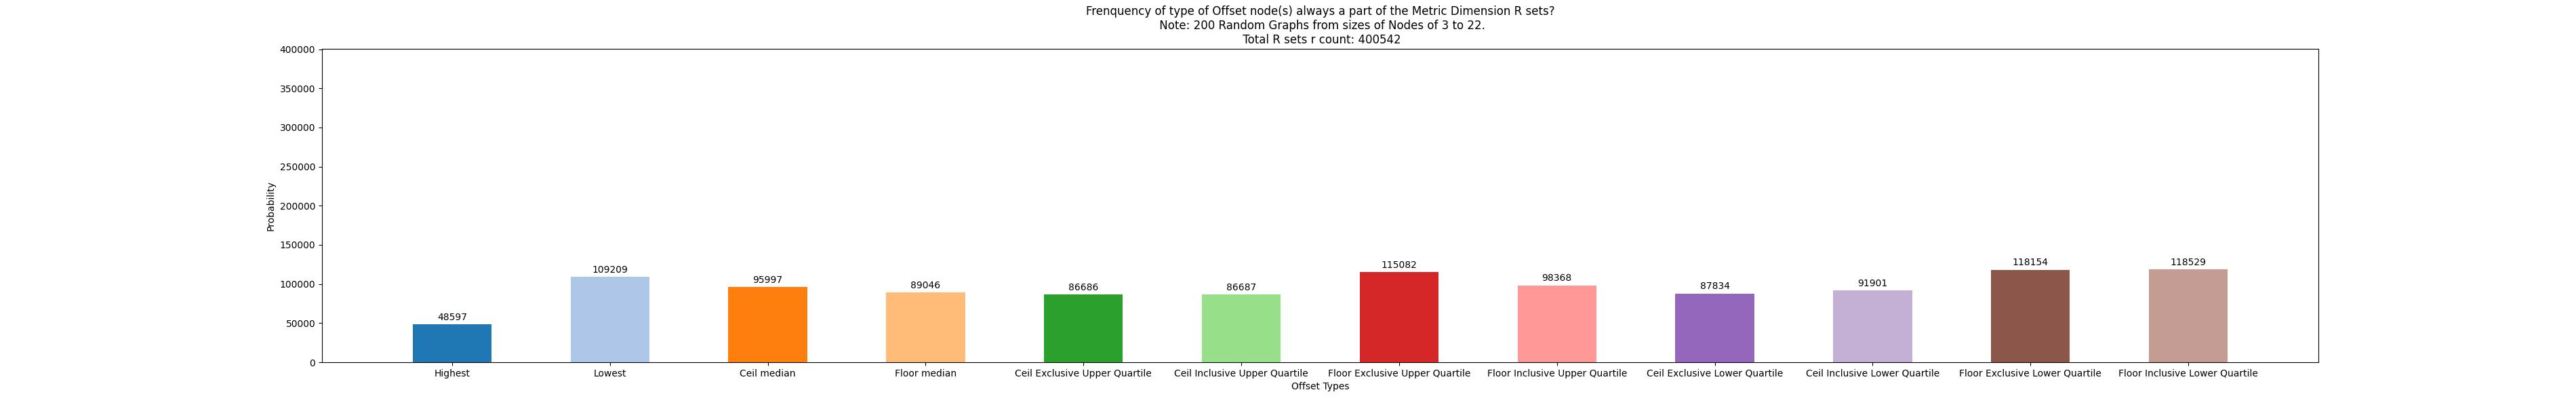 Frenquency of type of Offset node(s) always a part of the Metric Dimension R sets?
Note: 200 Random Graphs from sizes of Nodes of 3 to 22.
Total R sets r count: 400542
400000
350000
300000
250000
200000
150000
100000
50000
0
Probability
48597
109209
95997
89046
86686
86687
115082
98368
87834
91901
118154
118529
Highest
Lowest
Ceil median
Floor median
Ceil Exclusive Upper Quartile
Ceil Inclusive Upper Quartile
Floor Exclusive Upper Quartile
Floor Inclusive Upper Quartile
Ceil Exclusive Lower Quartile
Ceil Inclusive Lower Quartile
Floor Exclusive Lower Quartile
Floor Inclusive Lower Quartile
Offset Types